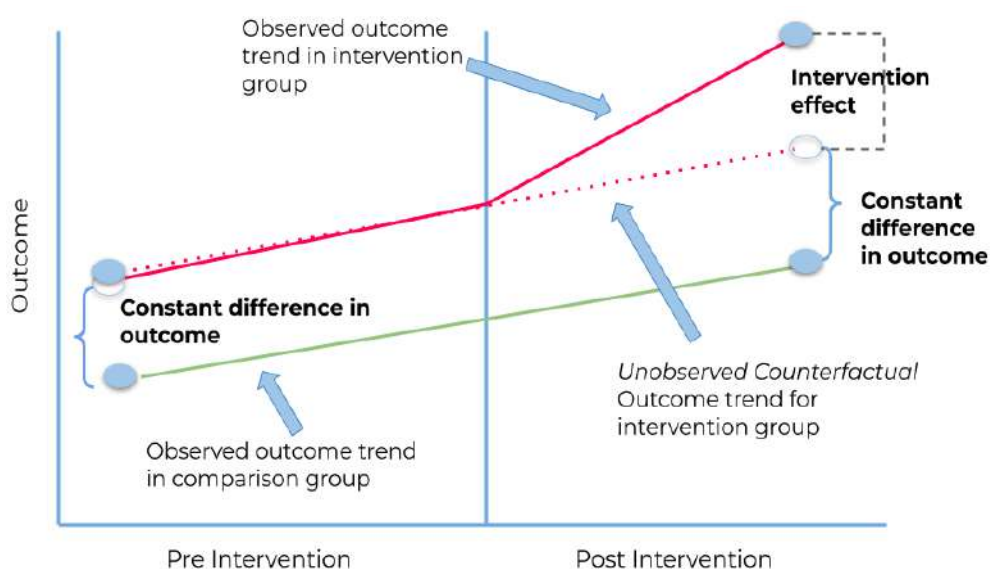 Observed outcome
trend in intervention
group
Intervention
effect
Constant
difference
in outcome
Outcome
Constant difference in
outcome
Unobserved Counterfactual
Outcome trend for
intervention group
Observed outcome trend
in comparison group
Pre Intervention
Post Intervention